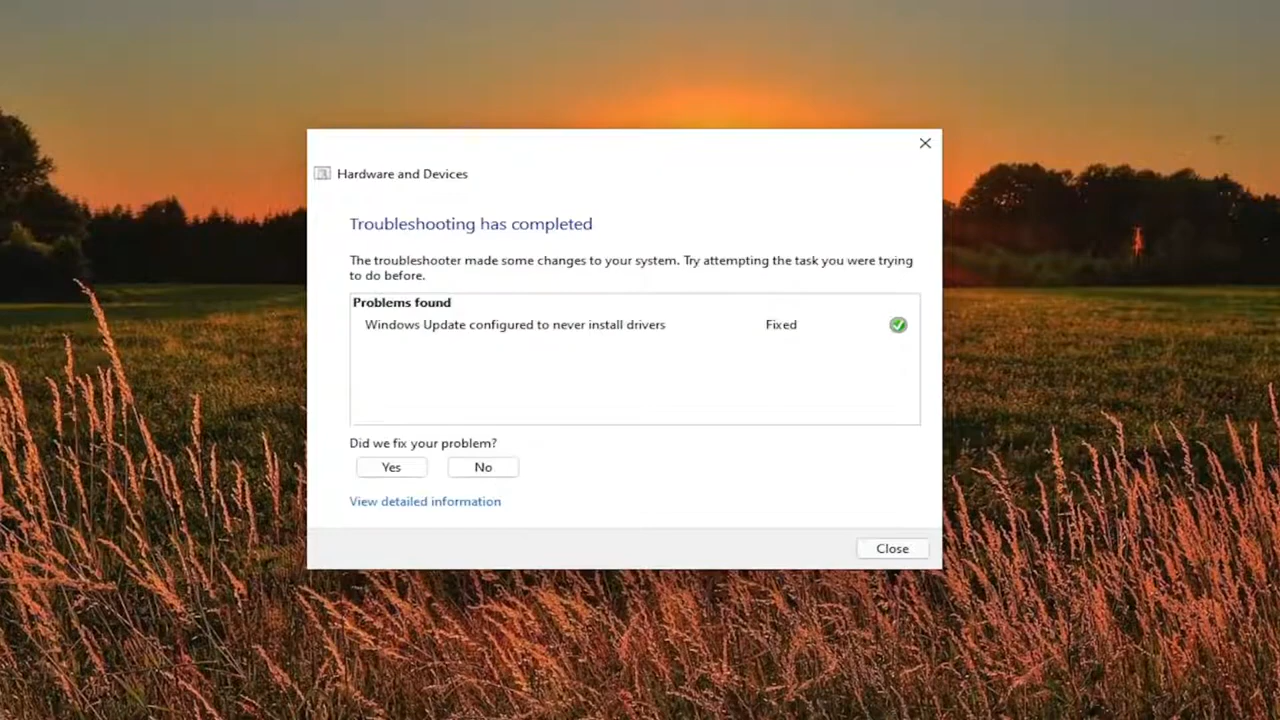 Hardware and Devices
Troubleshooting has completed
The troubleshooter made some changes to your system. Try attempting the task you were trying
to do before.
Problems found
Windows Update configured to never install drivers Fixed
Did we fix your problem?
Yes No
View detailed information
Close